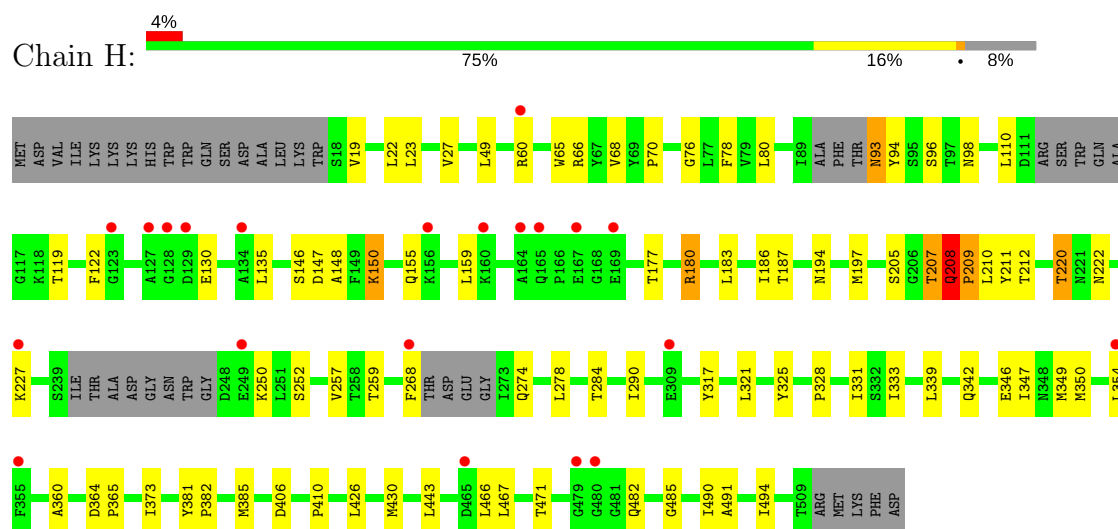 4%
Chain H:
75% 16% • 8%
MET ASP VAL ILE LYS LYS LYS HIS TRP TRP GLN SER ASP ALA LEU LYS TRP S18 V19 L22 L23 V27 L49 R60 W65 R66 Y67 V68 Y69 P70 G76 L77 F78 V79 L80 I89 ALA PHE THR N93 Y94 S95 S96 T97 N98 L110 D111 ARG SER TRP GLN ALA
G117 K118 T119 F122 G123 A127 G128 D129 E130 A134 L135 S146 D147 A148 F149 K150 Q155 K156 L159 K160 A164 Q165 P166 E167 G168 E169 T177 R180 L183 I186 T187 N194 M197 S205 G206 T207 Q208 P209 L210 Y211 T212 T220 N221 N222
K227 S239 ILE THR ALA ASP GLY ASN TRP GLY D248 E249 K250 L251 S252 V257 T258 T259 F268 THR ASP GLU GLY I273 Q274 L278 T284 I290 E309 Y317 L321 Y325 P328 I331 S332 I333 L339 Q342 E346 I347 N348 M349 M350 L354
F355 A360 D364 P365 I373 Y381 P382 M385 D406 P410 L426 M430 L443 D465 L466 L467 T471 G479 G480 G481 Q482 G485 I490 A491 I494 T509 ARG MET LYS PHE ASP